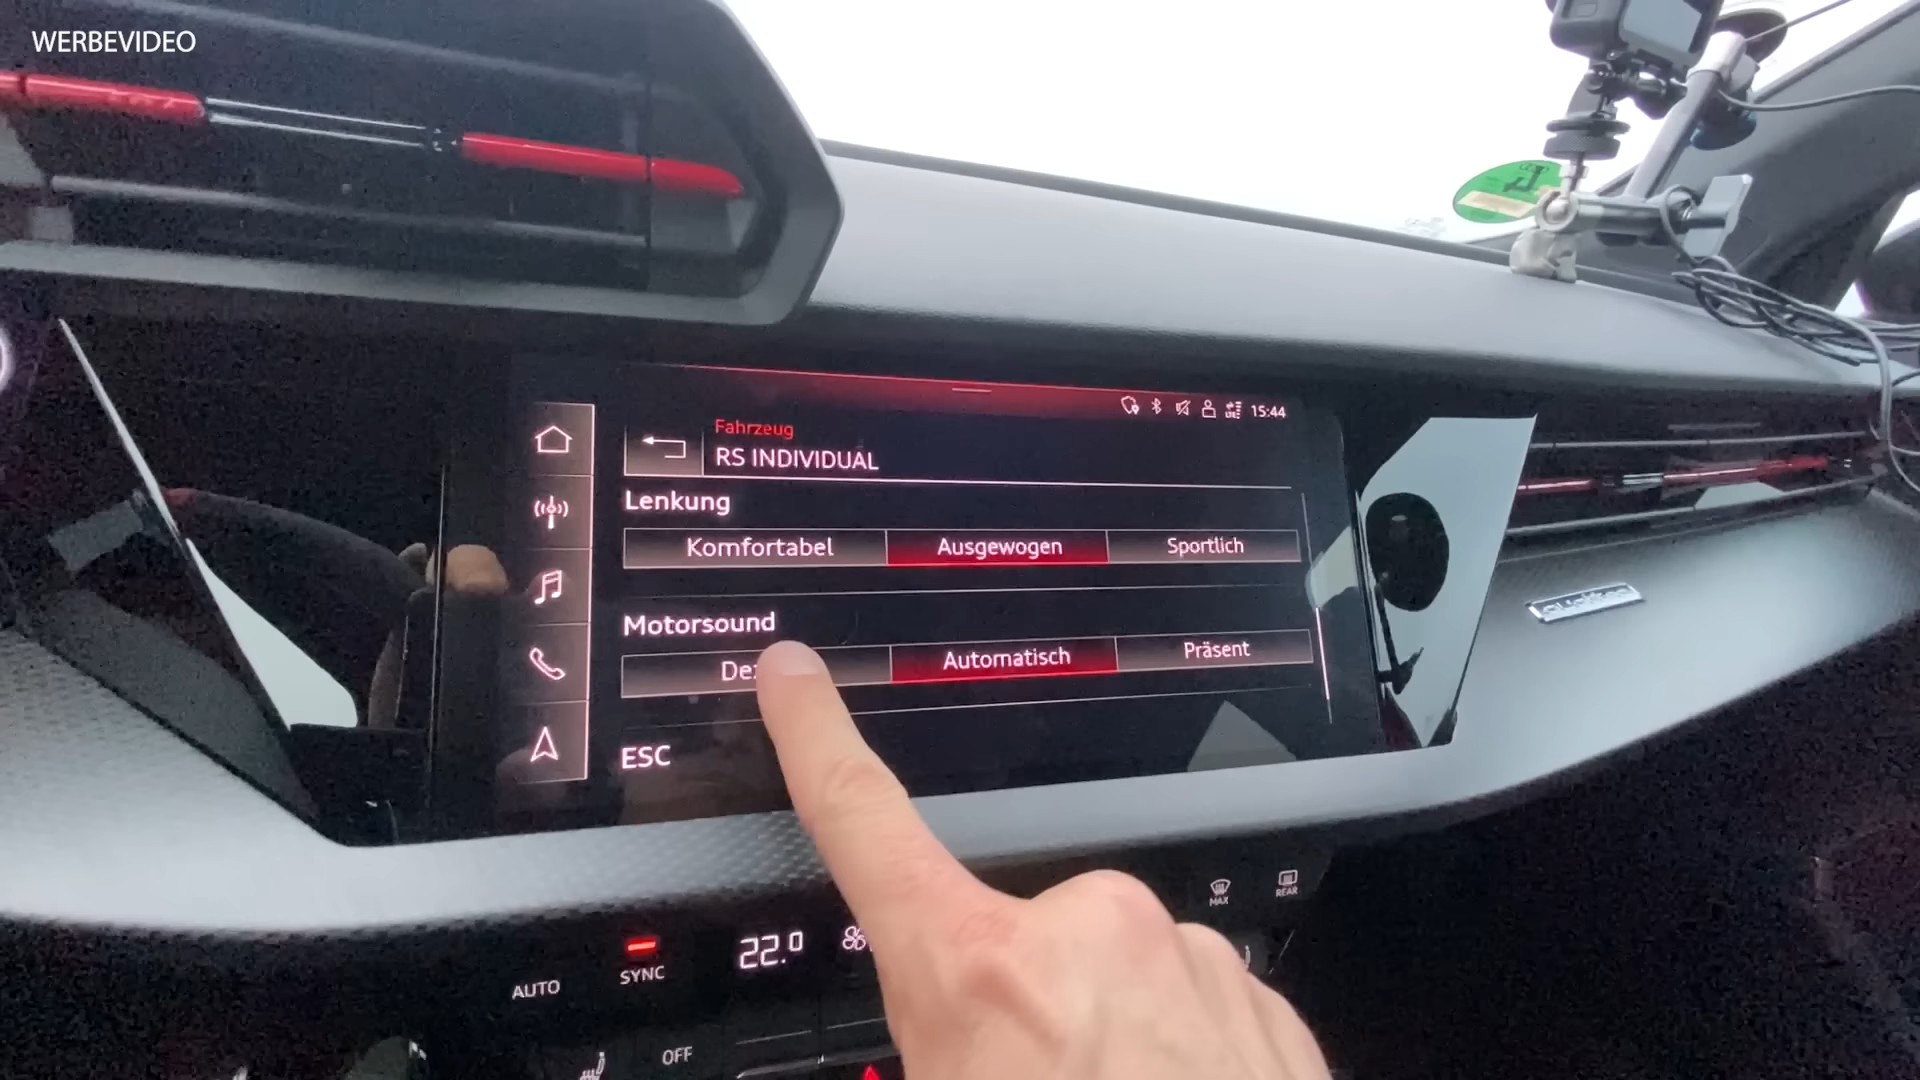 WERBEVIDEO
15:44
Fahrzeug
RS INDIVIDUAL
Lenkung
Komfortabel Ausgewogen Sportlich
Motorsound
Automatisch Präsent
ESC
MAX REAR
AUTO SYNC 22.0
OFF